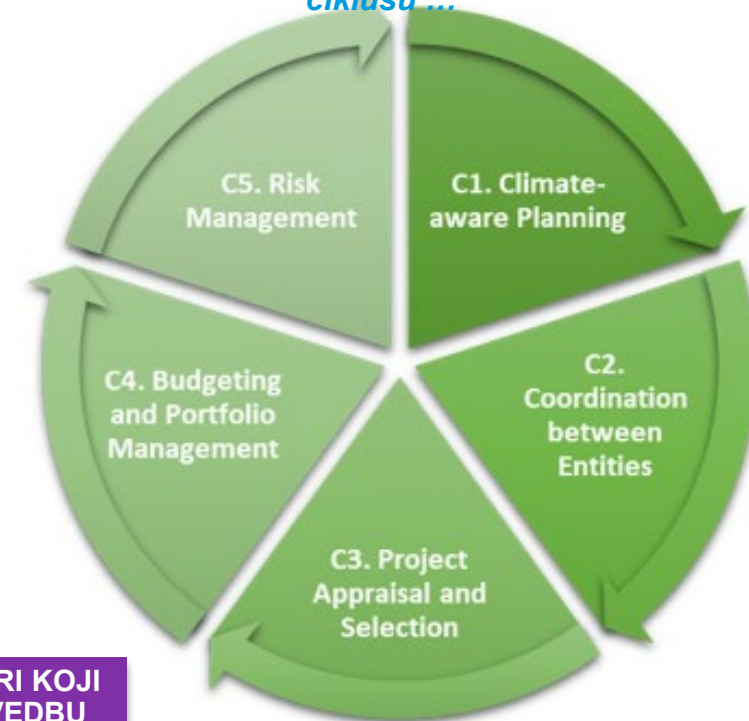 ciklusu ...
C5. Risk
Management
C1. Climate-
aware Planning
C2.
Coordination
between
Entities
C4. Budgeting
and Portfolio
Management
C3. Project
Appraisal and
Selection
RI KOJI
VEDBU